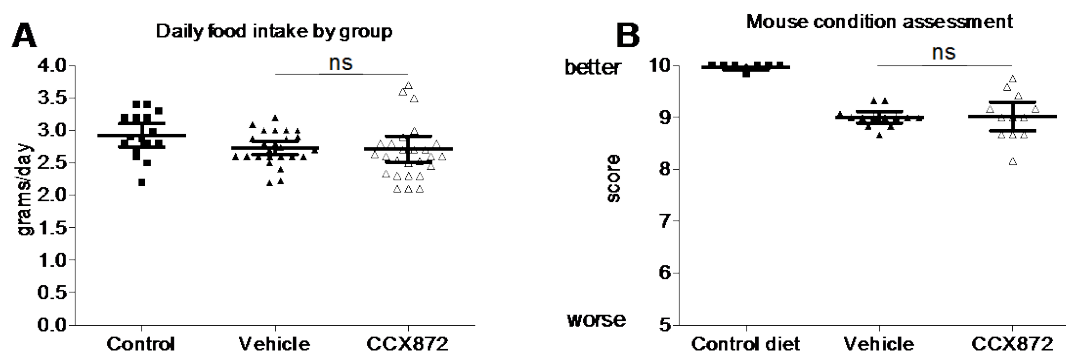 A
Daily food intake by group
ns
4.0
3.5
3.0
2.5
2.0
1.5
1.0
0.5
0.0
grams/day
Control Vehicle CCX872
B
Mouse condition assessment
ns
better
worse
10
9
8
7
6
5
score
Control diet Vehicle CCX872